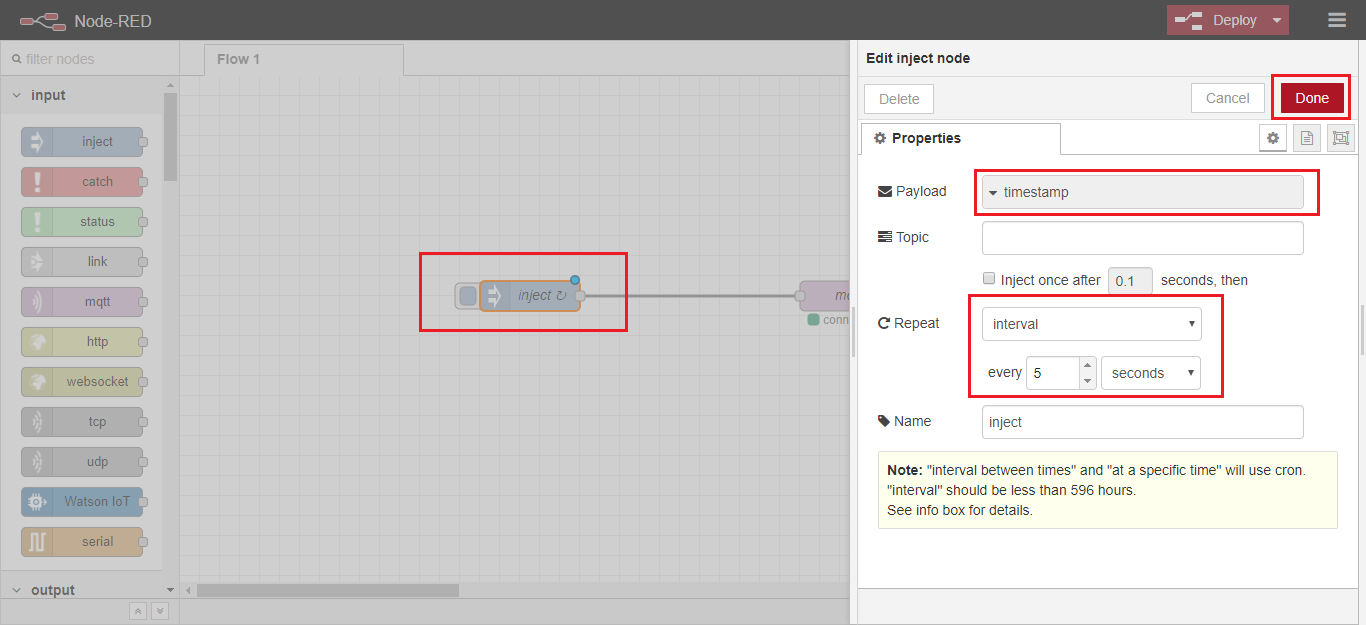 Node-RED
Deploy
filter nodes
Flow 1
input
inject
catch
status
link
mqtt
http
websocket
tcp
udp
Watson IoT
serial
output
inject ↻
conn
Edit inject node
Delete
Cancel
Done
Properties
Payload
timestamp
Topic
Inject once after 0.1 seconds, then
Repeat
interval
every 5 seconds
Name
inject
Note: "interval between times" and "at a specific time" will use cron.
"interval" should be less than 596 hours.
See info box for details.